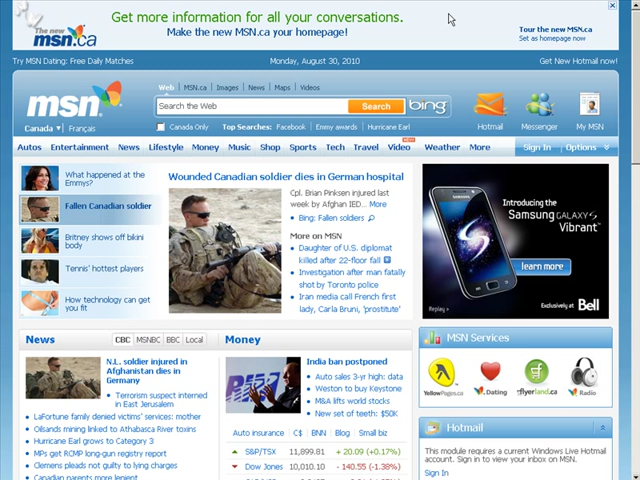 Get more information for all your conversations.
Make the new MSN.ca your homepage!
The new
msn.ca
Tour the new MSN.ca
Set as homepage now
Try MSN Dating: Free Daily Matches
Monday, August 30, 2010
Get New Hotmail now!
msn
Web MSN.ca Images News Maps Videos
Search the Web
Search
bing
Canada Français
Canada Only Top Searches: Facebook Emmy awards Hurricane Earl
Hotmail Messenger My MSN
Autos Entertainment News Lifestyle Money Music Shop Sports Tech Travel Video Weather More Sign In Options
What happened at the Emmys?
Fallen Canadian soldier
Britney shows off bikini body
Tennis' hottest players
How technology can get you fit
Wounded Canadian soldier dies in German hospital
Cpl. Brian Pinksen injured last
week by Afghan IED... More
Bing: Fallen soldiers
More on MSN
Daughter of U.S. diplomat
killed after 22-floor fall
Investigation after man fatally
shot by Toronto police
Iran media call French first
lady, Carla Bruni, 'prostitute'
Introducing the
Samsung GALAXY S
Vibrant™
learn more
Replay »
Exclusively at Bell
News
CBC MSNBC BBC Local
N.L. soldier injured in
Afghanistan dies in
Germany
Terrorism suspect interned
in East Jerusalem
LaFortune family denied victims' services: mother
Oilsands mining linked to Athabasca River toxins
Hurricane Earl grows to Category 3
MPs get RCMP long-gun registry report
Clemens pleads not guilty to lying charges
Canadian parents more lenient
Money
India ban postponed
Auto sales 3-yr high: data
Weston to buy Keystone
M&A lifts world stocks
New set of teeth: $50K
Auto insurance C$ BNN Blog Small biz
S&P/TSX 11,899.81 + 20.09 (+0.17%)
Dow Jones 10,010.10 - 140.55 (-1.38%)
MSN Services
YellowPages.ca
Dating
flyerland.ca
Radio
Hotmail
This module requires a current Windows Live Hotmail
account. Sign in to view your inbox on MSN.
Sign In